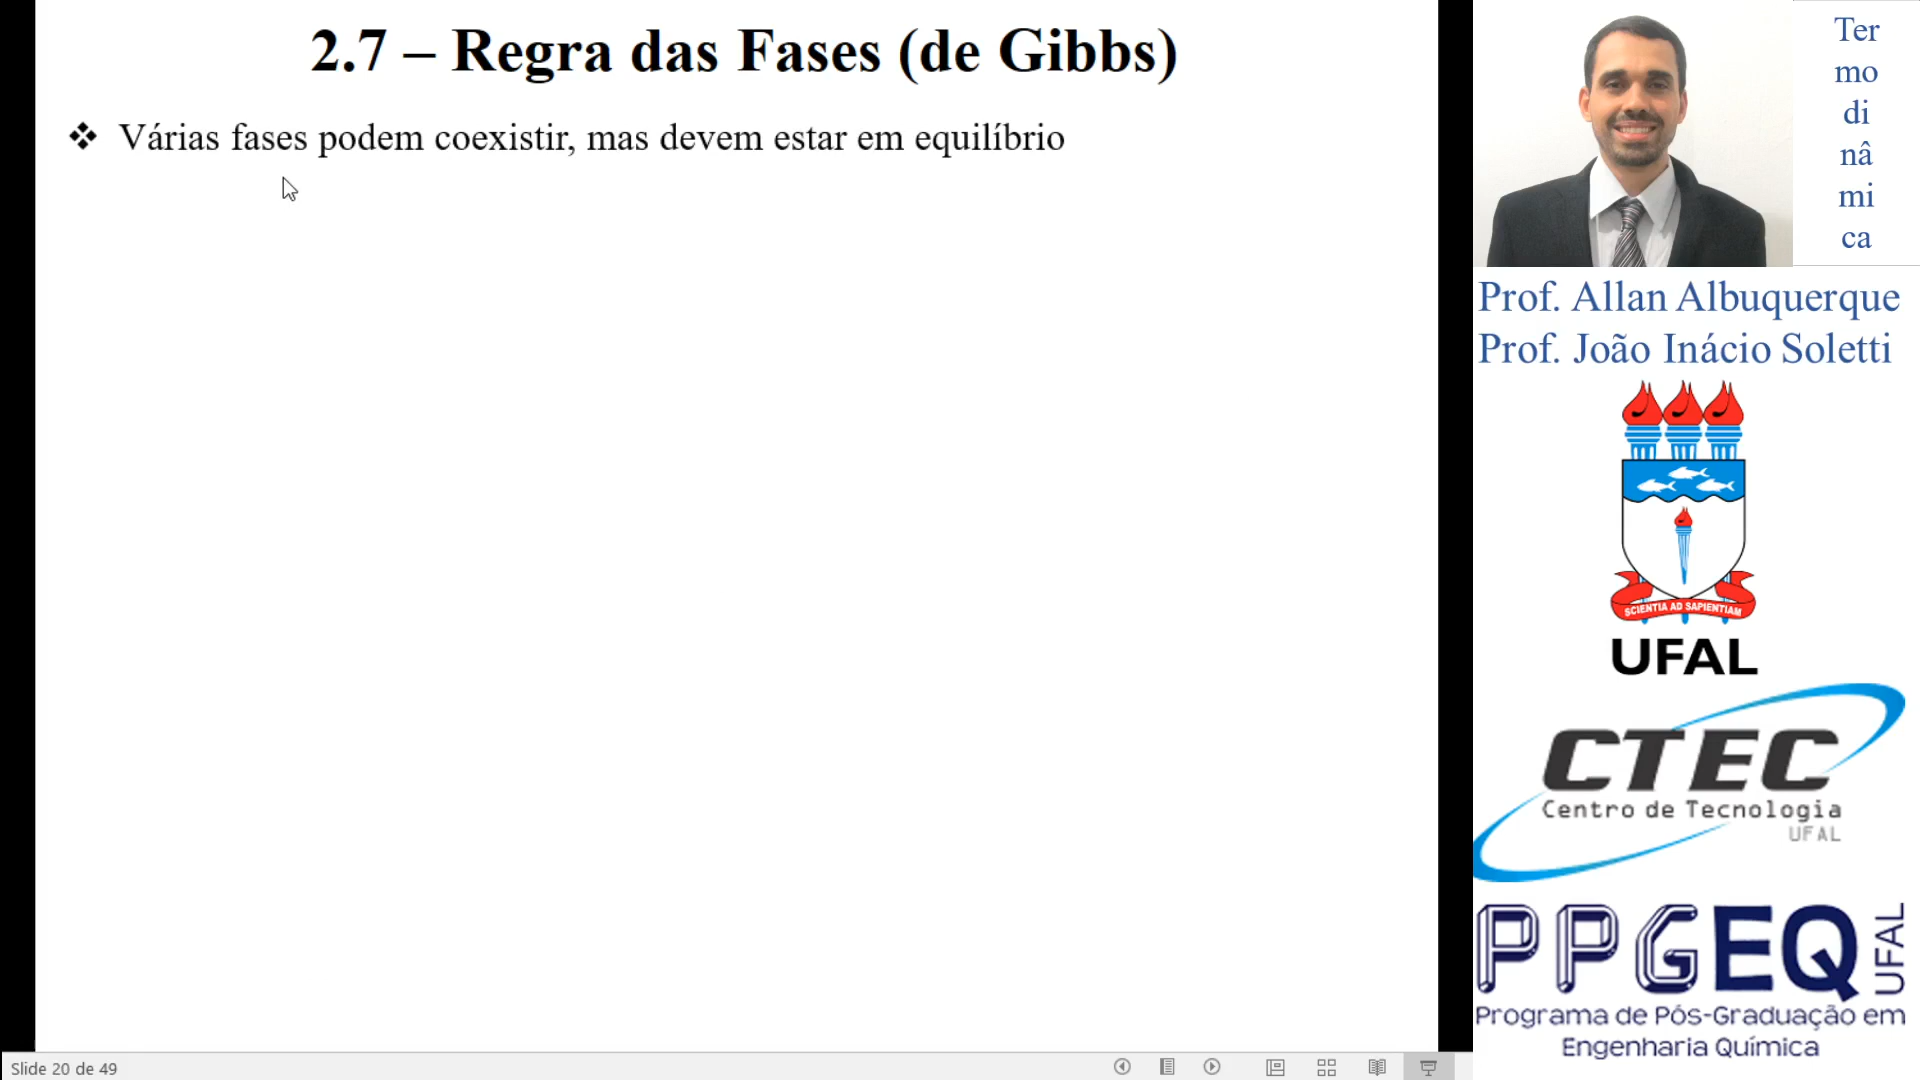 2.7 – Regra das Fases (de Gibbs)
❖ Várias fases podem coexistir, mas devem estar em equilíbrio
Ter
mo
di
nâ
mi
ca
Prof. Allan Albuquerque
Prof. João Inácio Soletti
SCIENTIA AD SAPIENTIAM
UFAL
CTEC
Centro de Tecnologia
UFAL
PPGEQ
UFAL
Programa de Pós-Graduação em
Engenharia Química
Slide 20 de 49